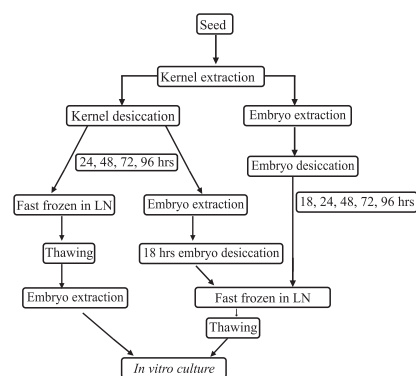 Seed
Kernel extraction
Kernel desiccation
Embryo extraction
24, 48, 72, 96 hrs
Embryo desiccation
Fast frozen in LN
Embryo extraction
18, 24, 48, 72, 96 hrs
Thawing
18 hrs embryo desiccation
Embryo extraction
Fast frozen in LN
Thawing
In vitro culture